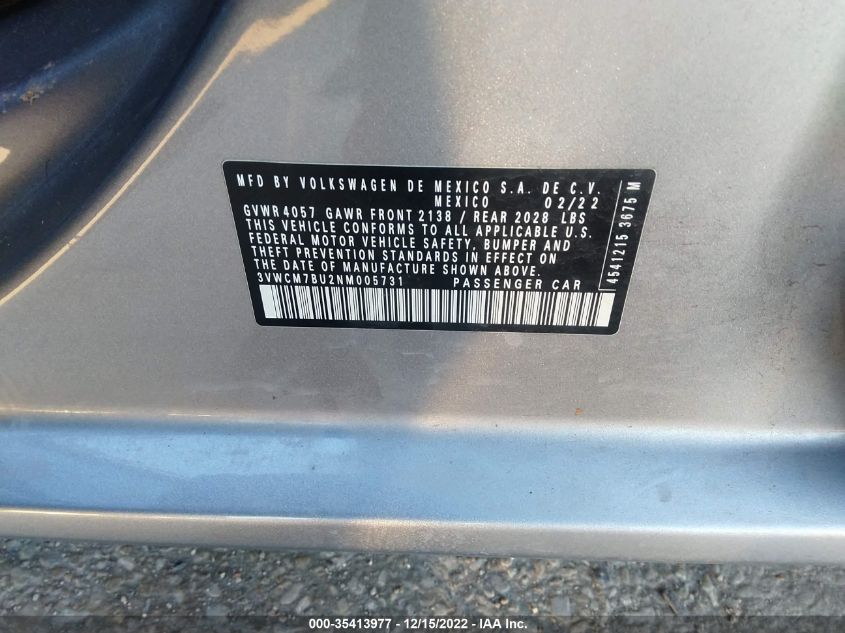 MFD BY VOLKSWAGEN DE MEXICO S.A. DE C.V.
MEXICO 02/22
GVWR 4057 GAWR FRONT 2138 / REAR 2028 LBS
THIS VEHICLE CONFORMS TO ALL APPLICABLE U.S.
FEDERAL MOTOR VEHICLE SAFETY, BUMPER AND
THEFT PREVENTION STANDARDS IN EFFECT ON
THE DATE OF MANUFACTURE SHOWN ABOVE.
3VWCM7BU2NM005731 PASSENGER CAR
4541215 3675 M
000-35413977 - 12/15/2022 - IAA Inc.